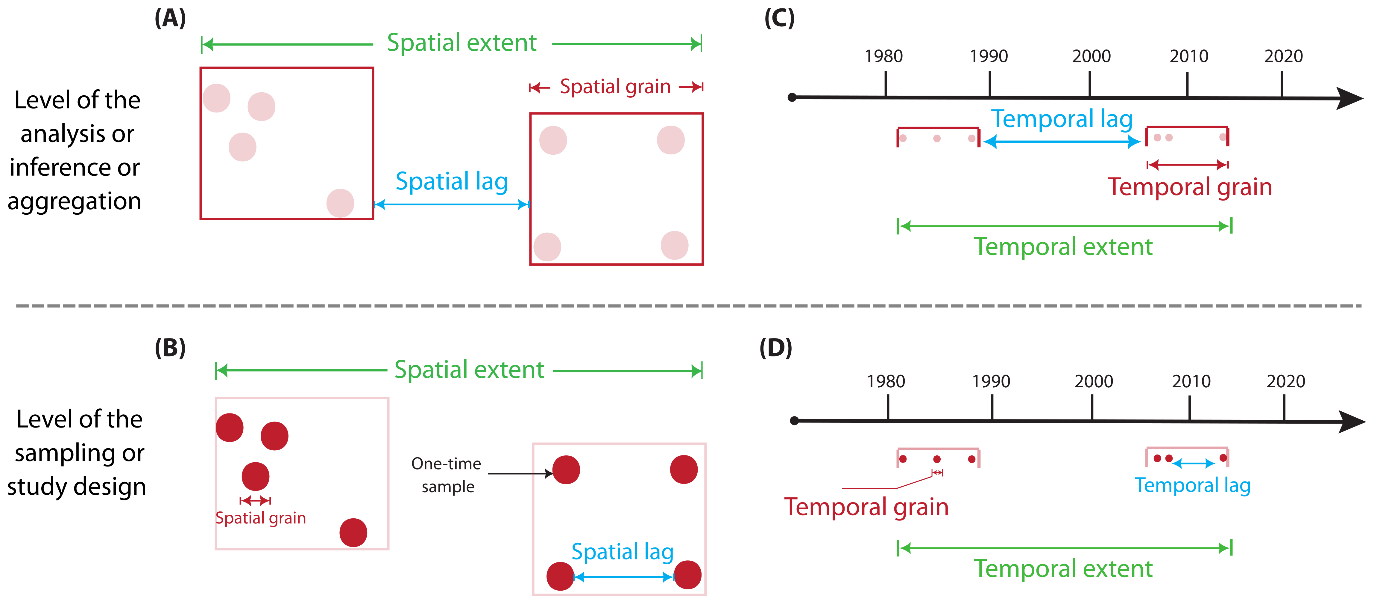 (A)
Spatial extent
Level of the
analysis or
inference or
aggregation
Spatial grain
Spatial lag
(C)
1980
1990
2000
2010
2020
Temporal lag
Temporal grain
Temporal extent
(B)
Spatial extent
Level of the
sampling or
study design
Spatial grain
One-time
sample
Spatial lag
(D)
1980
1990
2000
2010
2020
Temporal lag
Temporal grain
Temporal extent